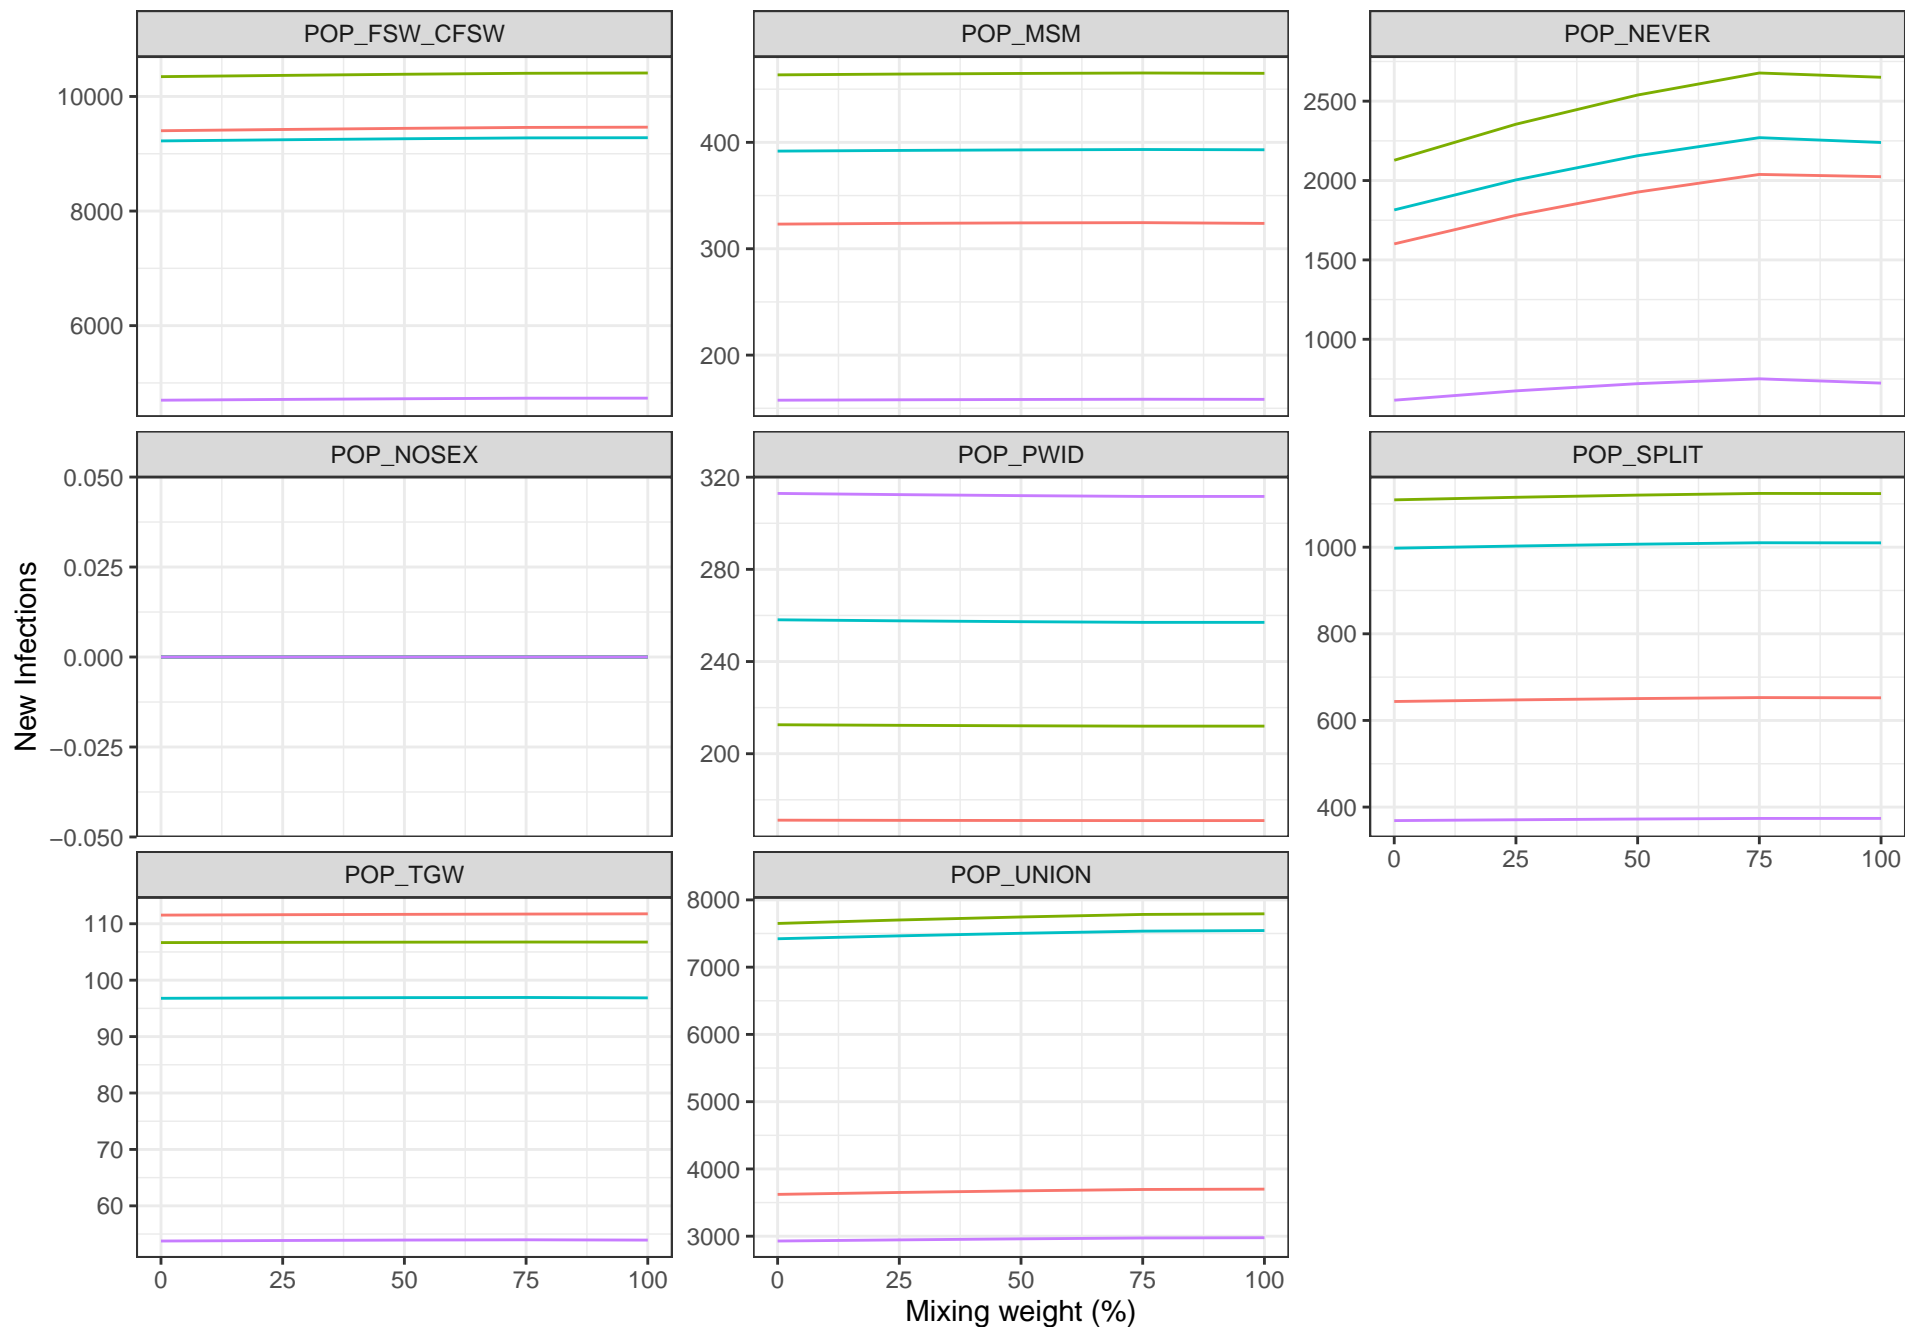 POP_FSW_CFSW
POP_MSM
POP_NEVER
10000
8000
6000
400
300
200
2500
2000
1500
1000
POP_NOSEX
POP_PWID
POP_SPLIT
0.050
0.025
0.000
−0.025
−0.050
320
280
240
200
1000
800
600
400
0 25 50 75 100
POP_TGW
POP_UNION
110
100
90
80
70
60
8000
7000
6000
5000
4000
3000
0 25 50 75 100
0 25 50 75 100
Mixing weight (%)
New Infections